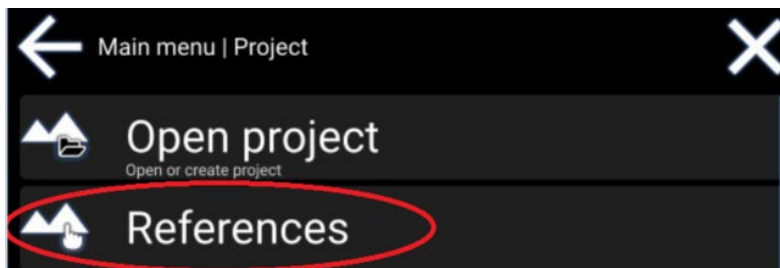 Main menu | Project
Open project
Open or create project
References